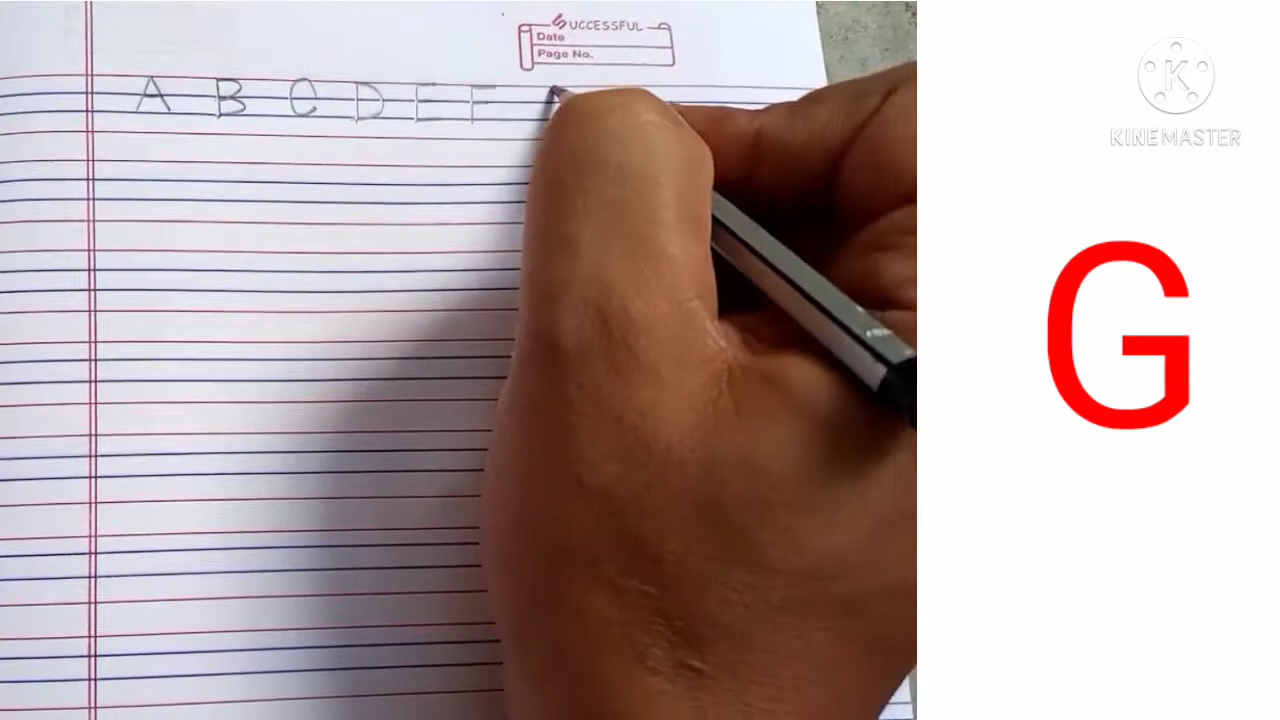 SUCCESSFUL
Date
Page No.
A B C D E F
K
KINEMASTER
G